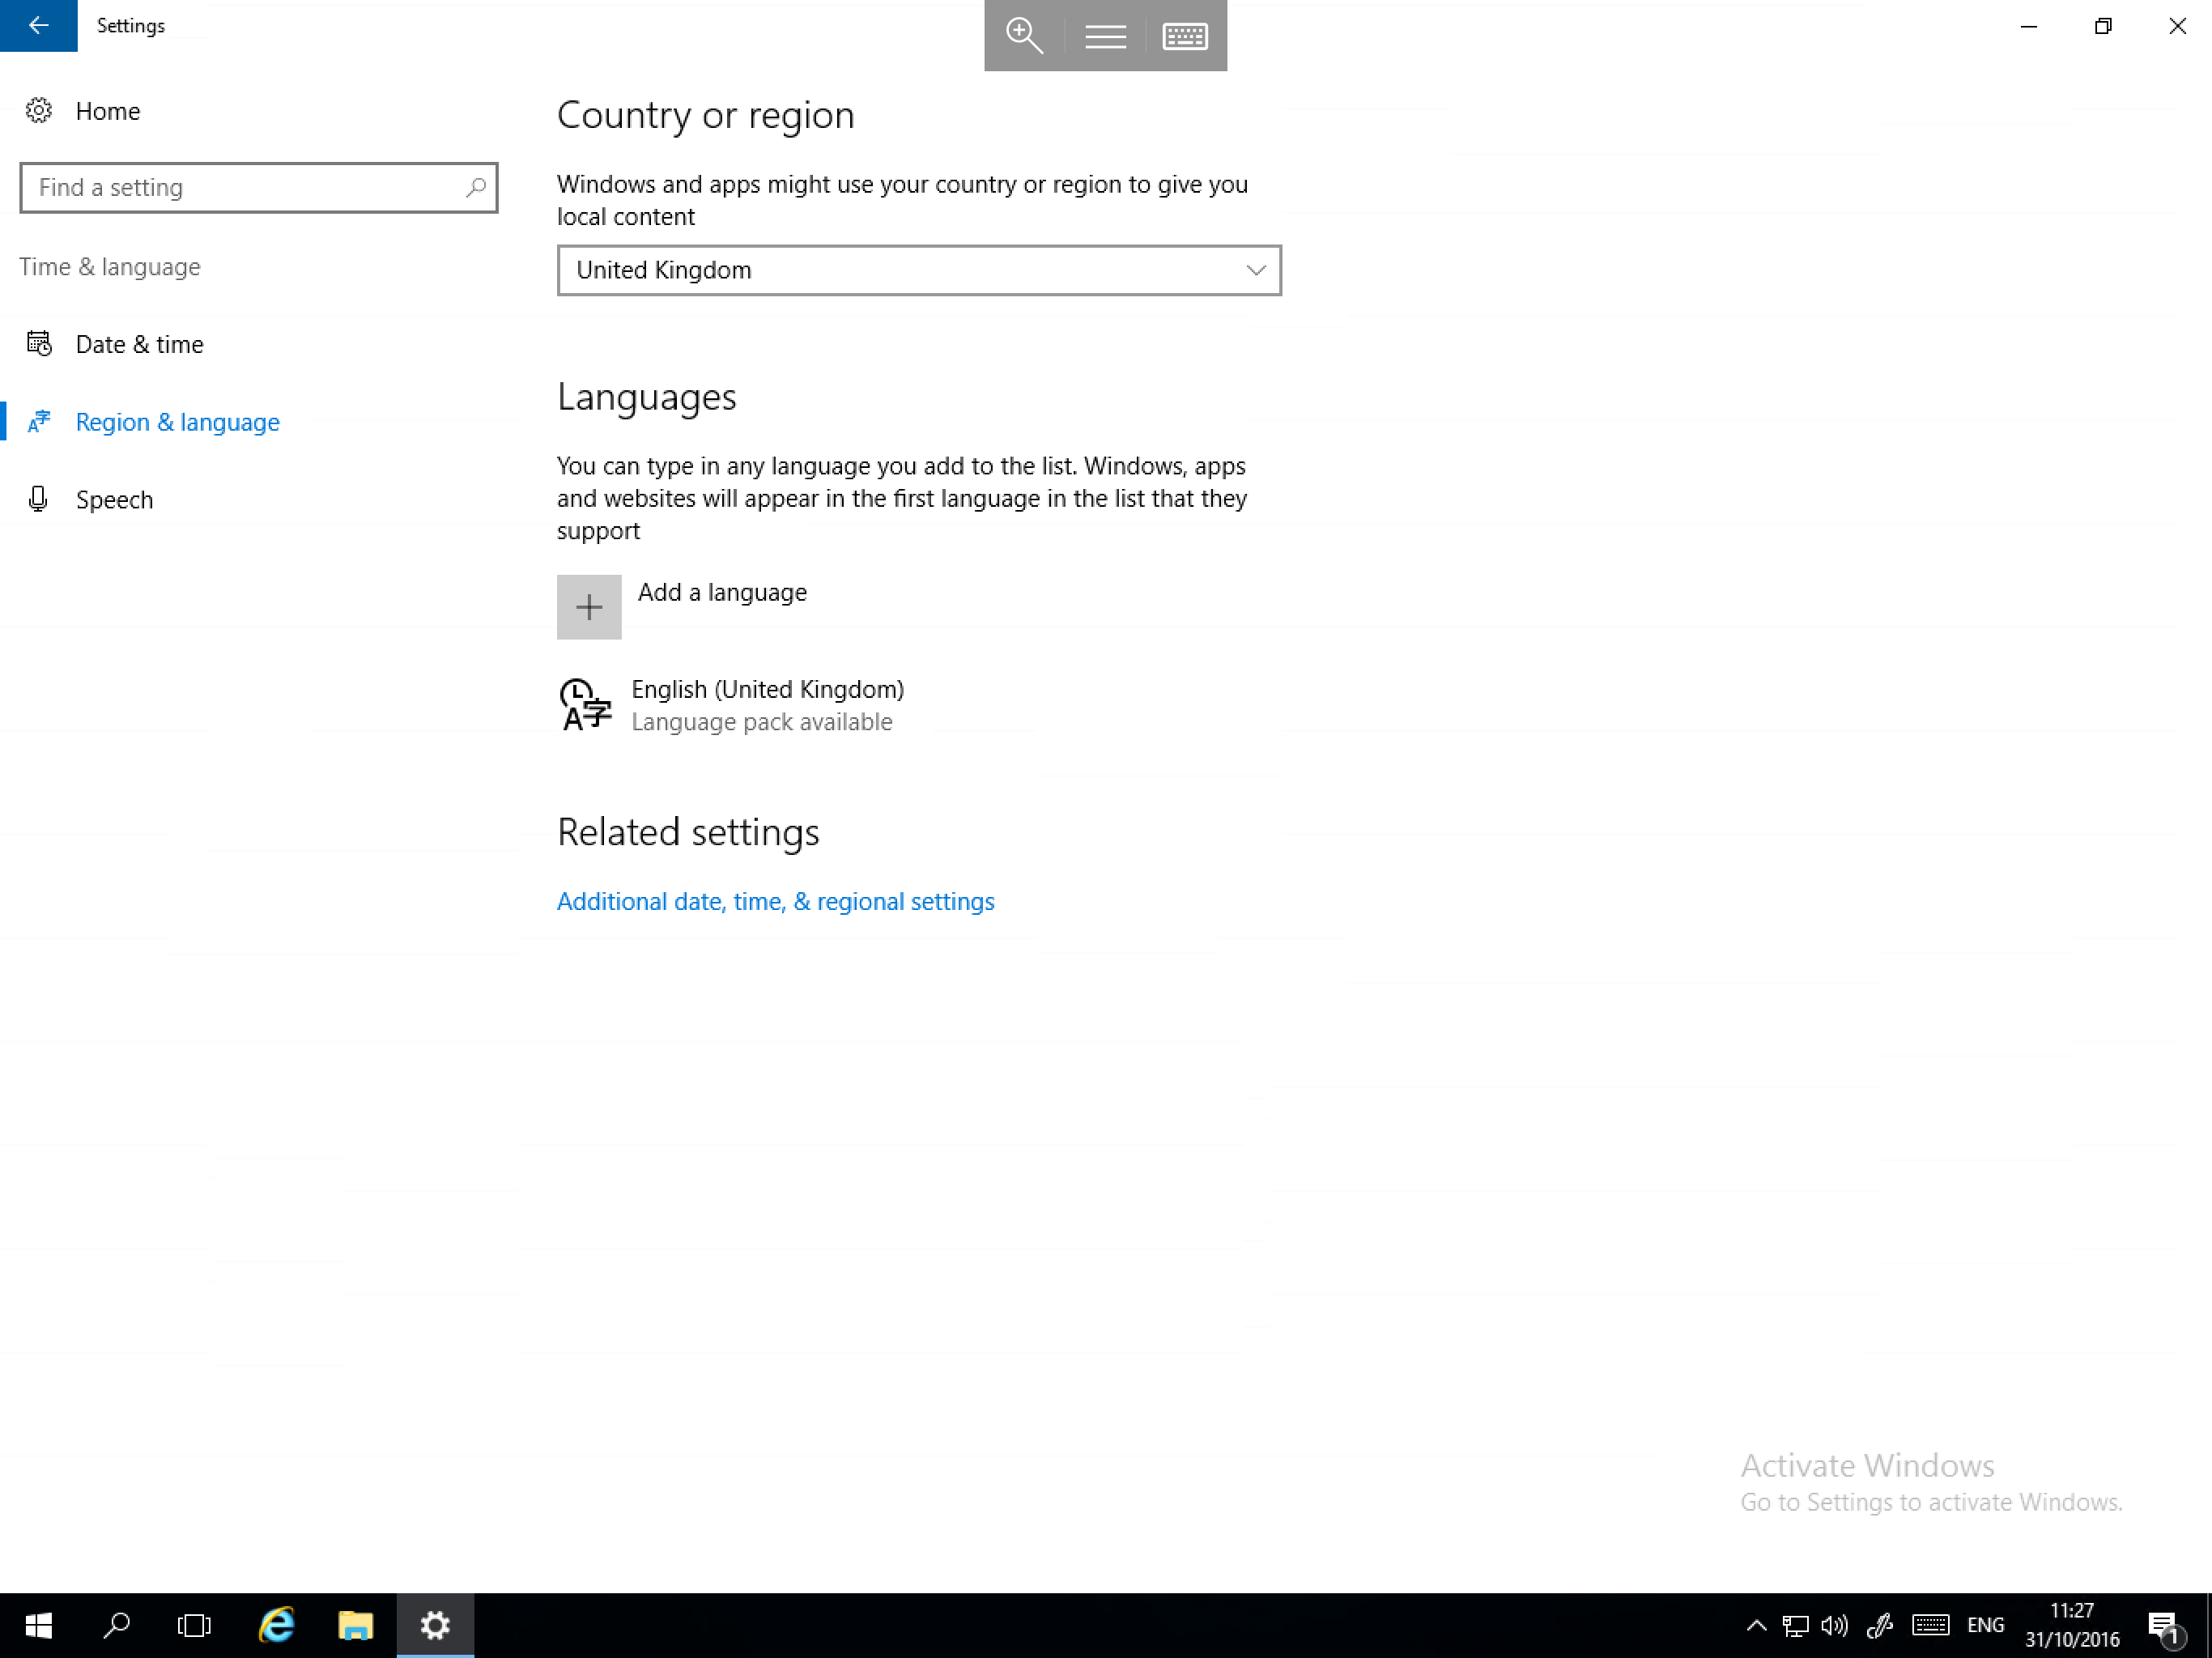 Settings
Home
Find a setting
Time & language
Date & time
Region & language
Speech
Country or region
Windows and apps might use your country or region to give you
local content
United Kingdom
Languages
You can type in any language you add to the list. Windows, apps
and websites will appear in the first language in the list that they
support
Add a language
A字 English (United Kingdom)
Language pack available
Related settings
Additional date, time, & regional settings
Activate Windows
Go to Settings to activate Windows.
ENG
11:27
31/10/2016
1